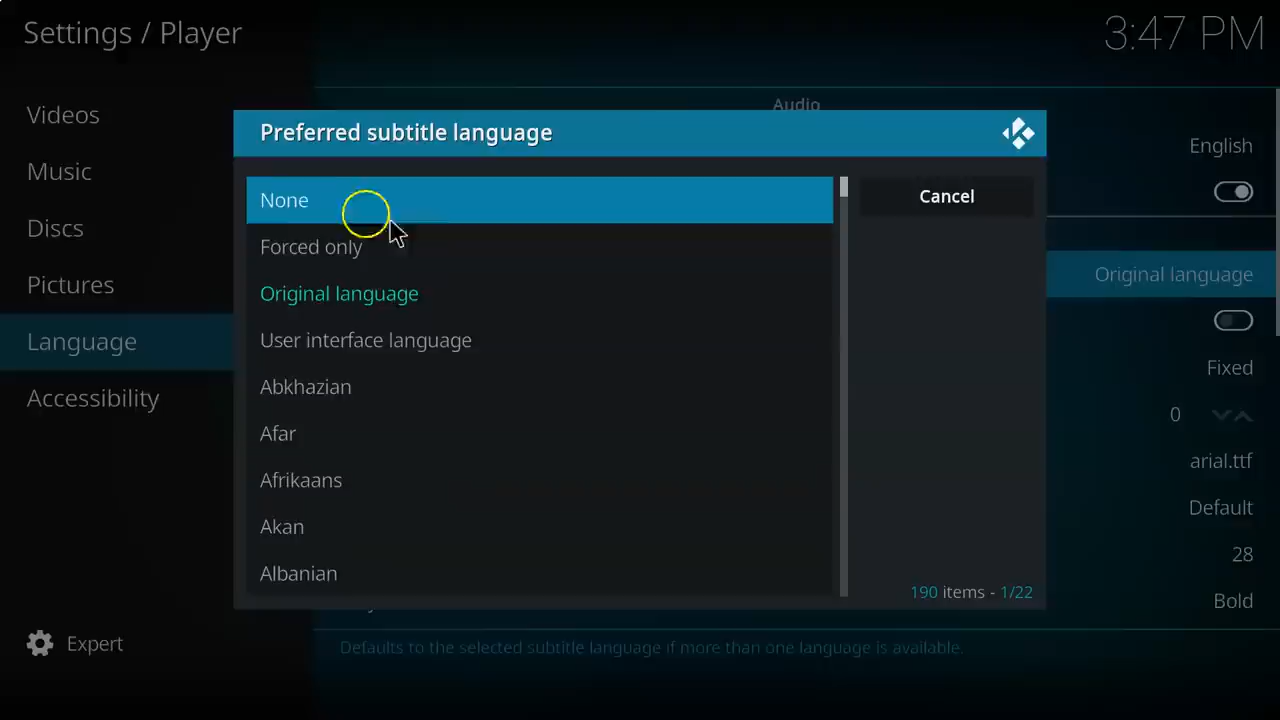 Settings / Player
3:47 PM
Videos
Music
Discs
Pictures
Language
Accessibility
Expert
Audio
Preferred subtitle language
None
Forced only
Original language
User interface language
Abkhazian
Afar
Afrikaans
Akan
Albanian
Cancel
190 items - 1/22
English
Original language
Fixed
0
arial.ttf
Default
28
Bold
Defaults to the selected subtitle language if more than one language is available.